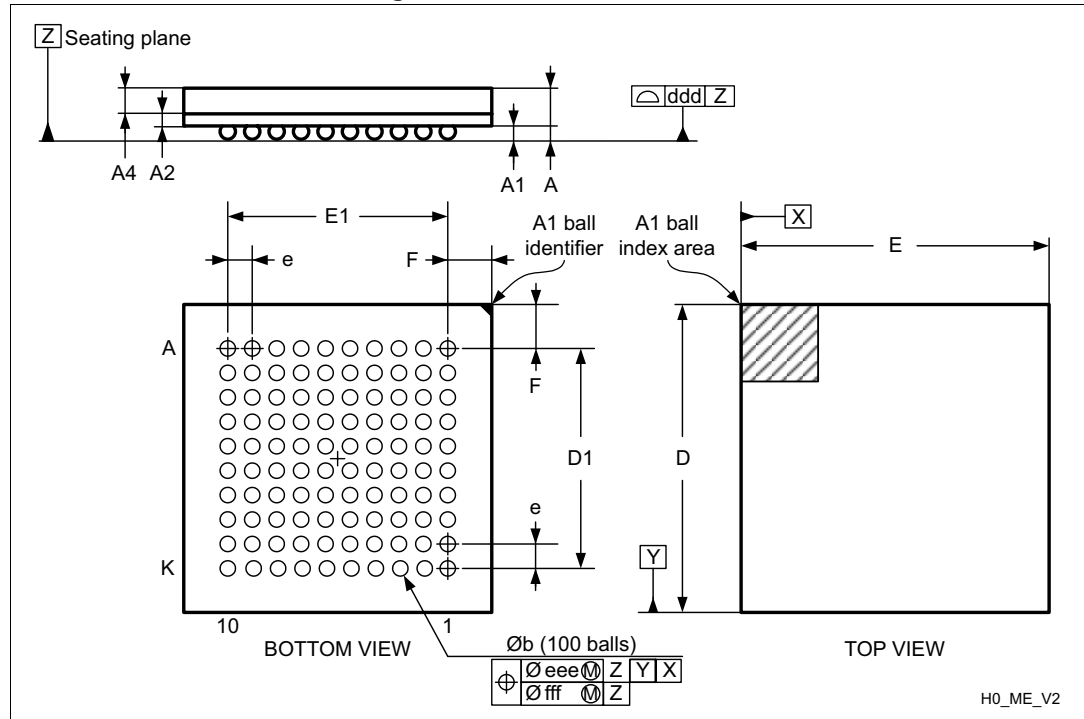 Z Seating plane
ddd Z
A4 A2
A1 A
E1
A1 ball
identifier
A1 ball
index area
X
e
F
E
A
F
D1
D
e
Y
K
10
1
BOTTOM VIEW
Øb (100 balls)
TOP VIEW
Ø eee Ⓜ Z Y X
Ø fff Ⓜ Z
H0_ME_V2